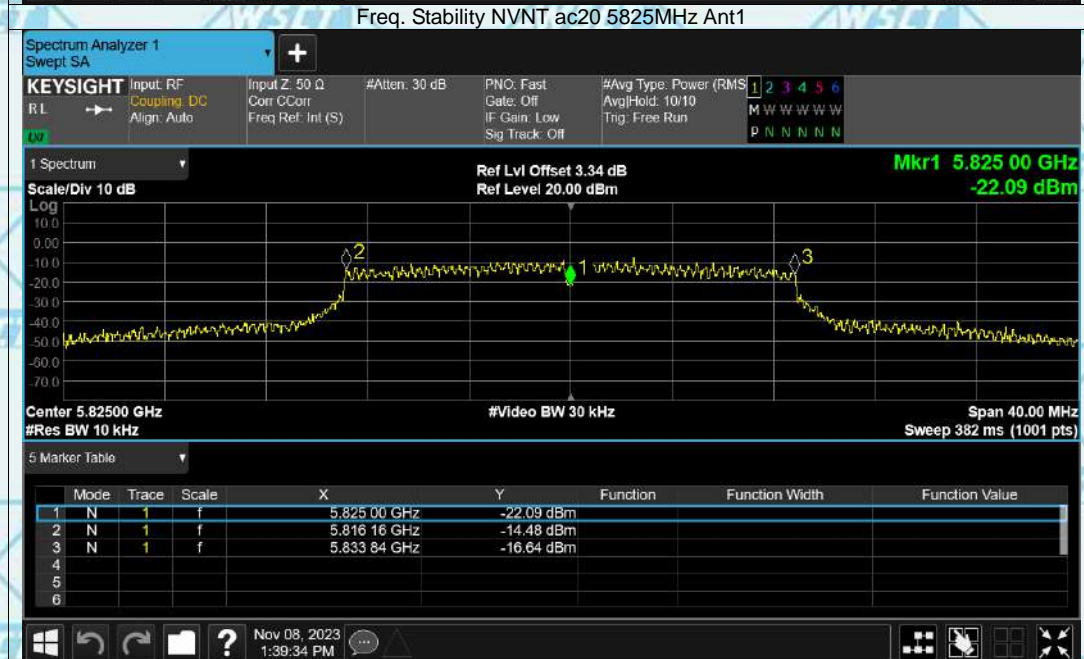 Freq. Stability NVNT ac20 5825MHz Ant1
Spectrum Analyzer 1
Swept SA
+
KEYSIGHT Input: RF Input Z: 50 Ω #Atten: 30 dB PNO: Fast #Avg Type: Power (RMS 1 2 3 4 5 6
RL Coupling: DC Corr CCorr Gate: Off Avg|Hold: 10/10 M W W W W W
Align: Auto Freq Ref: Int (S) IF Gain: Low Trig: Free Run
LXI Sig Track: Off P N N N N N
1 Spectrum Ref Lvl Offset 3.34 dB Mkr1 5.825 00 GHz
Scale/Div 10 dB Ref Level 20.00 dBm -22.09 dBm
Log
10.0
0.00
-10.0
-20.0
-30.0
-40.0
-50.0
-60.0
-70.0
2 1 3
Center 5.82500 GHz #Video BW 30 kHz Span 40.00 MHz
#Res BW 10 kHz Sweep 382 ms (1001 pts)
5 Marker Table
Mode Trace Scale X Y Function Function Width Function Value
1 N 1 f 5.825 00 GHz -22.09 dBm
2 N 1 f 5.816 16 GHz -14.48 dBm
3 N 1 f 5.833 84 GHz -16.64 dBm
4
5
6
? Nov 08, 2023
1:39:34 PM